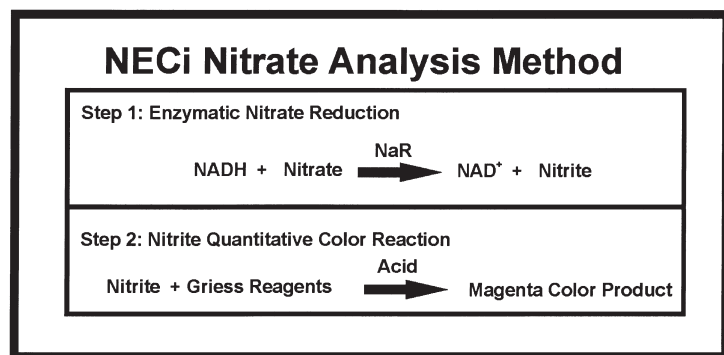 NECi Nitrate Analysis Method
Step 1: Enzymatic Nitrate Reduction
NaR
NADH + Nitrate NAD⁺ + Nitrite
Step 2: Nitrite Quantitative Color Reaction
Acid
Nitrite + Griess Reagents Magenta Color Product